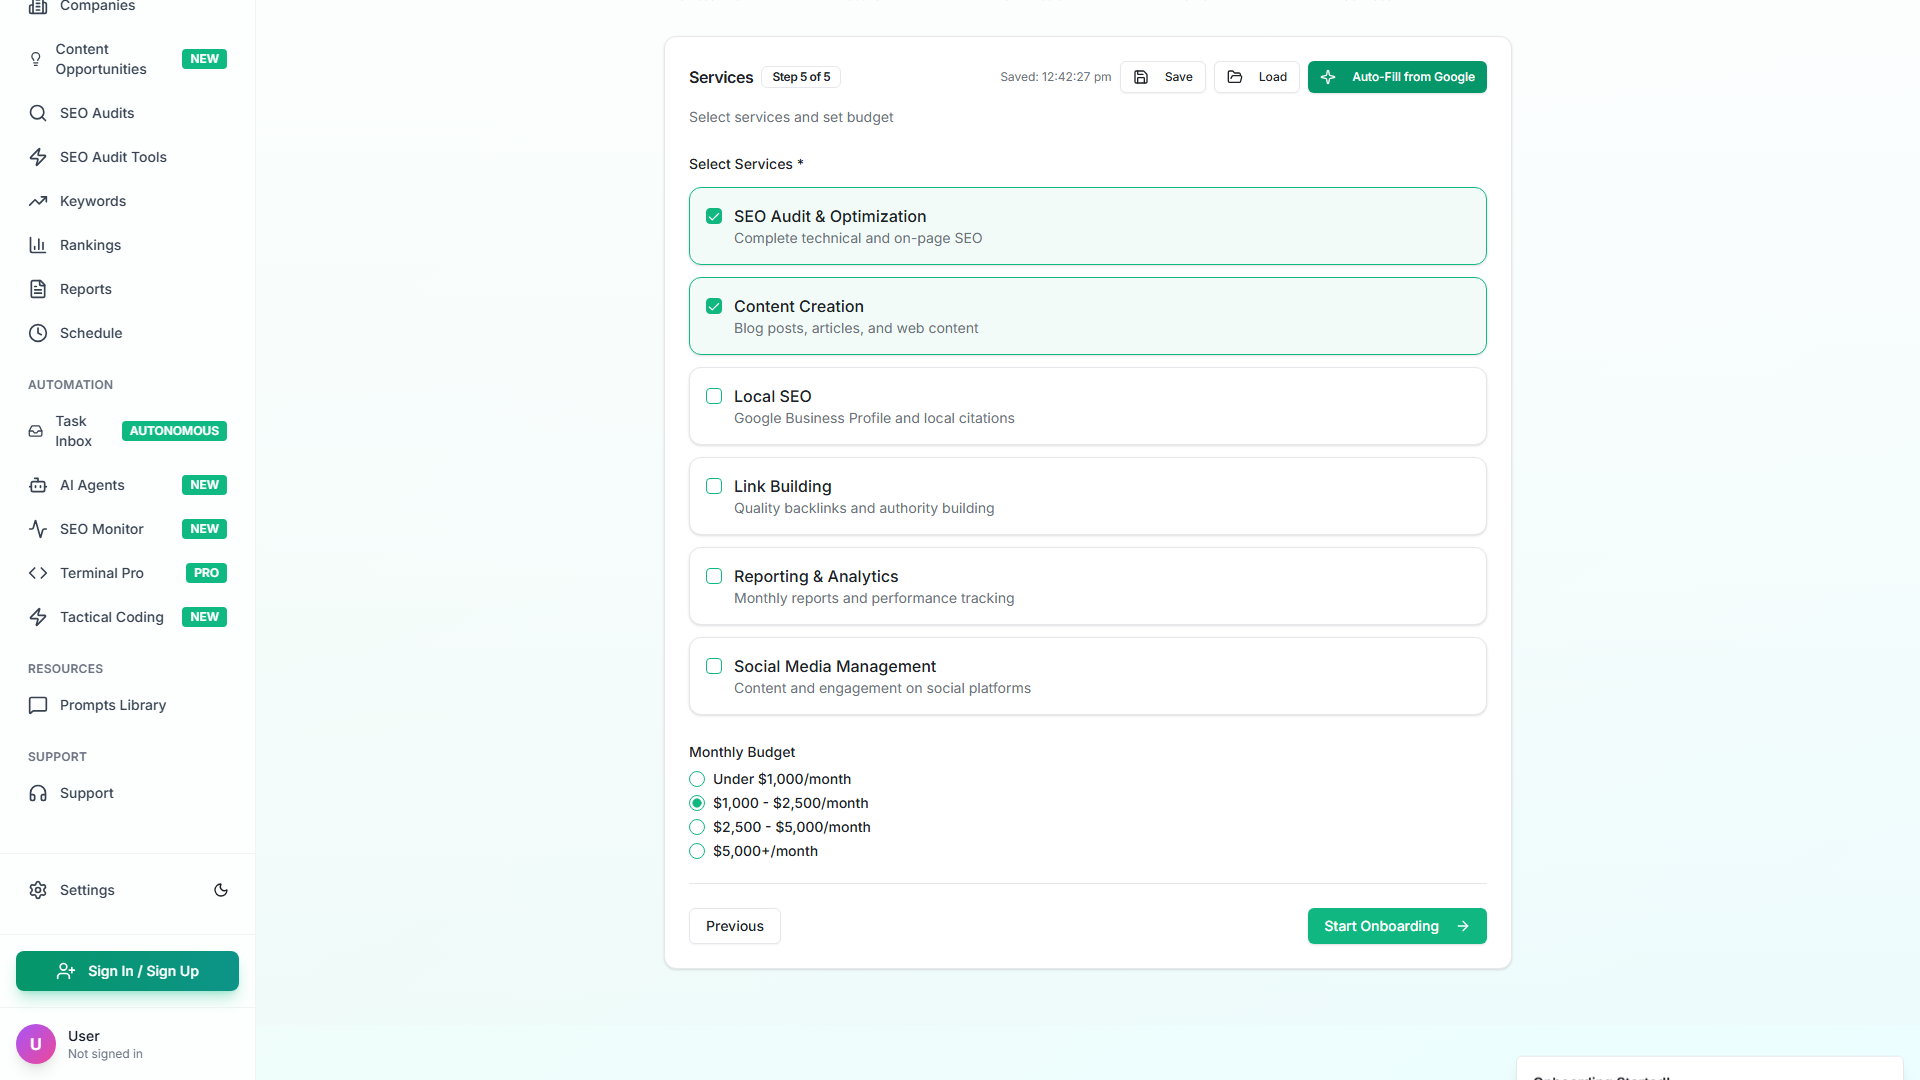 Companies
Content
Opportunities
NEW
SEO Audits
SEO Audit Tools
Keywords
Rankings
Reports
Schedule
AUTOMATION
Task
Inbox
AUTONOMOUS
AI Agents NEW
SEO Monitor NEW
Terminal Pro PRO
Tactical Coding NEW
RESOURCES
Prompts Library
SUPPORT
Support
Settings
Sign In / Sign Up
U
User
Not signed in
Services Step 5 of 5 Saved: 12:42:27 pm Save Load Auto-Fill from Google
Select services and set budget
Select Services *
SEO Audit & Optimization
Complete technical and on-page SEO
Content Creation
Blog posts, articles, and web content
Local SEO
Google Business Profile and local citations
Link Building
Quality backlinks and authority building
Reporting & Analytics
Monthly reports and performance tracking
Social Media Management
Content and engagement on social platforms
Monthly Budget
Under $1,000/month
$1,000 - $2,500/month
$2,500 - $5,000/month
$5,000+/month
Previous Start Onboarding
Onboarding Started!